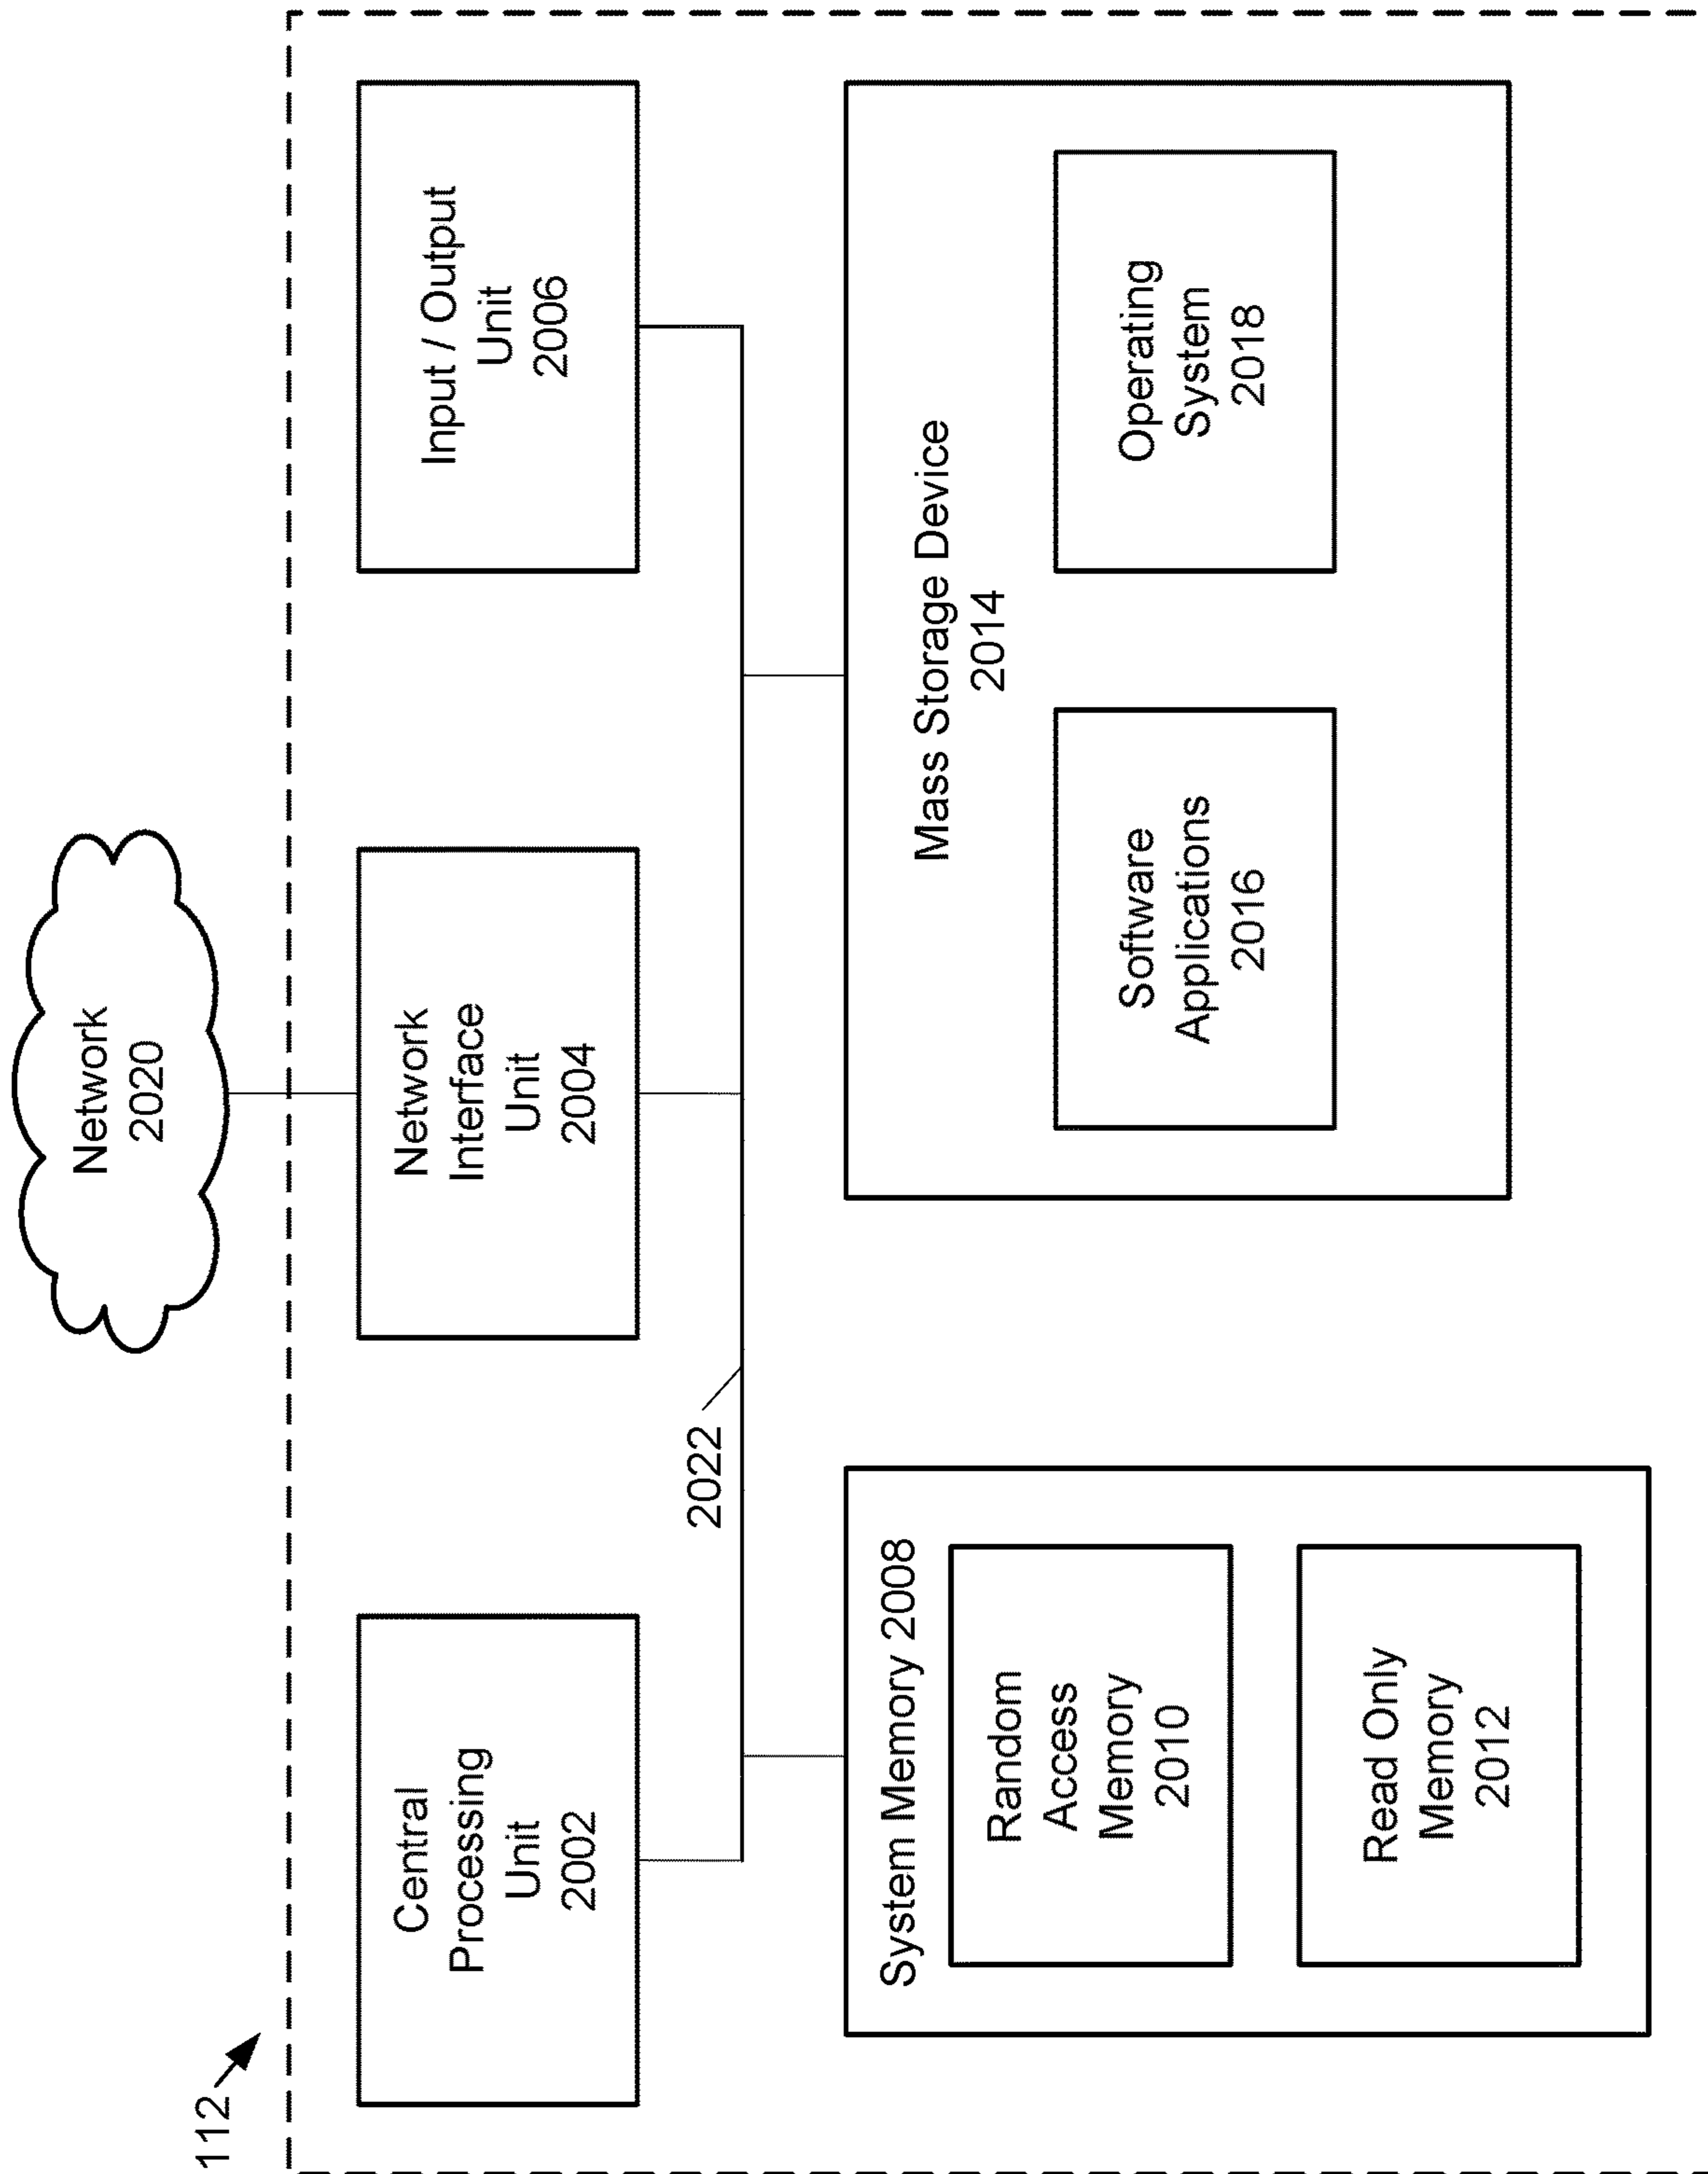 112
Network
2020
Central
Processing
Unit
2002
Network
Interface
Unit
2004
Input / Output
Unit
2006
2022
System Memory 2008
Random
Access
Memory
2010
Read Only
Memory
2012
Mass Storage Device
2014
Software
Applications
2016
Operating
System
2018